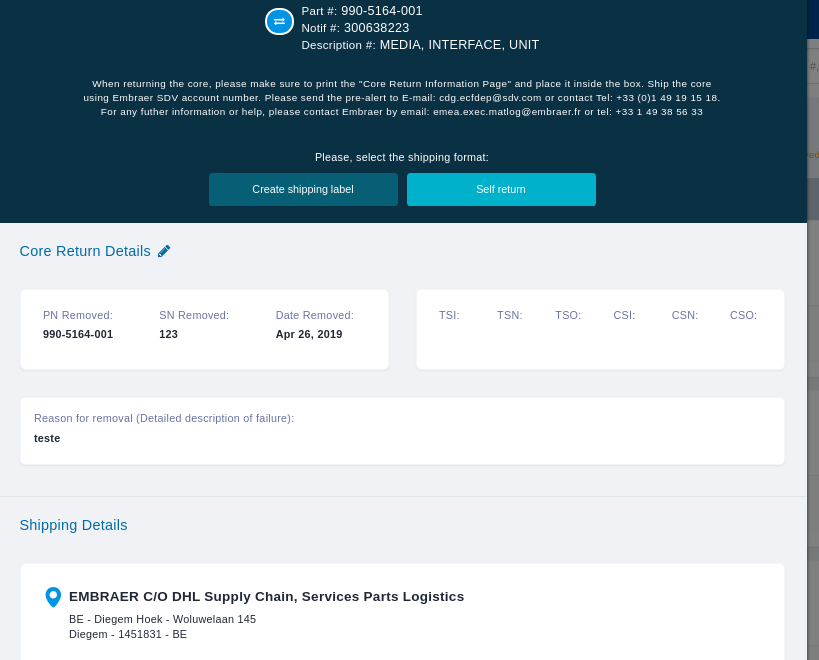 Part #: 990-5164-001
Notif #: 300638223
Description #: MEDIA, INTERFACE, UNIT
When returning the core, please make sure to print the "Core Return Information Page" and place it inside the box. Ship the core
using Embraer SDV account number. Please send the pre-alert to E-mail: cdg.ecfdep@sdv.com or contact Tel: +33 (0)1 49 19 15 18.
For any futher information or help, please contact Embraer by email: emea.exec.matlog@embraer.fr or tel: +33 1 49 38 56 33
Please, select the shipping format:
Create shipping label Self return
Core Return Details
PN Removed: SN Removed: Date Removed: TSI: TSN: TSO: CSI: CSN: CSO:
990-5164-001 123 Apr 26, 2019
Reason for removal (Detailed description of failure):
teste
Shipping Details
EMBRAER C/O DHL Supply Chain, Services Parts Logistics
BE - Diegem Hoek - Woluwelaan 145
Diegem - 1451831 - BE